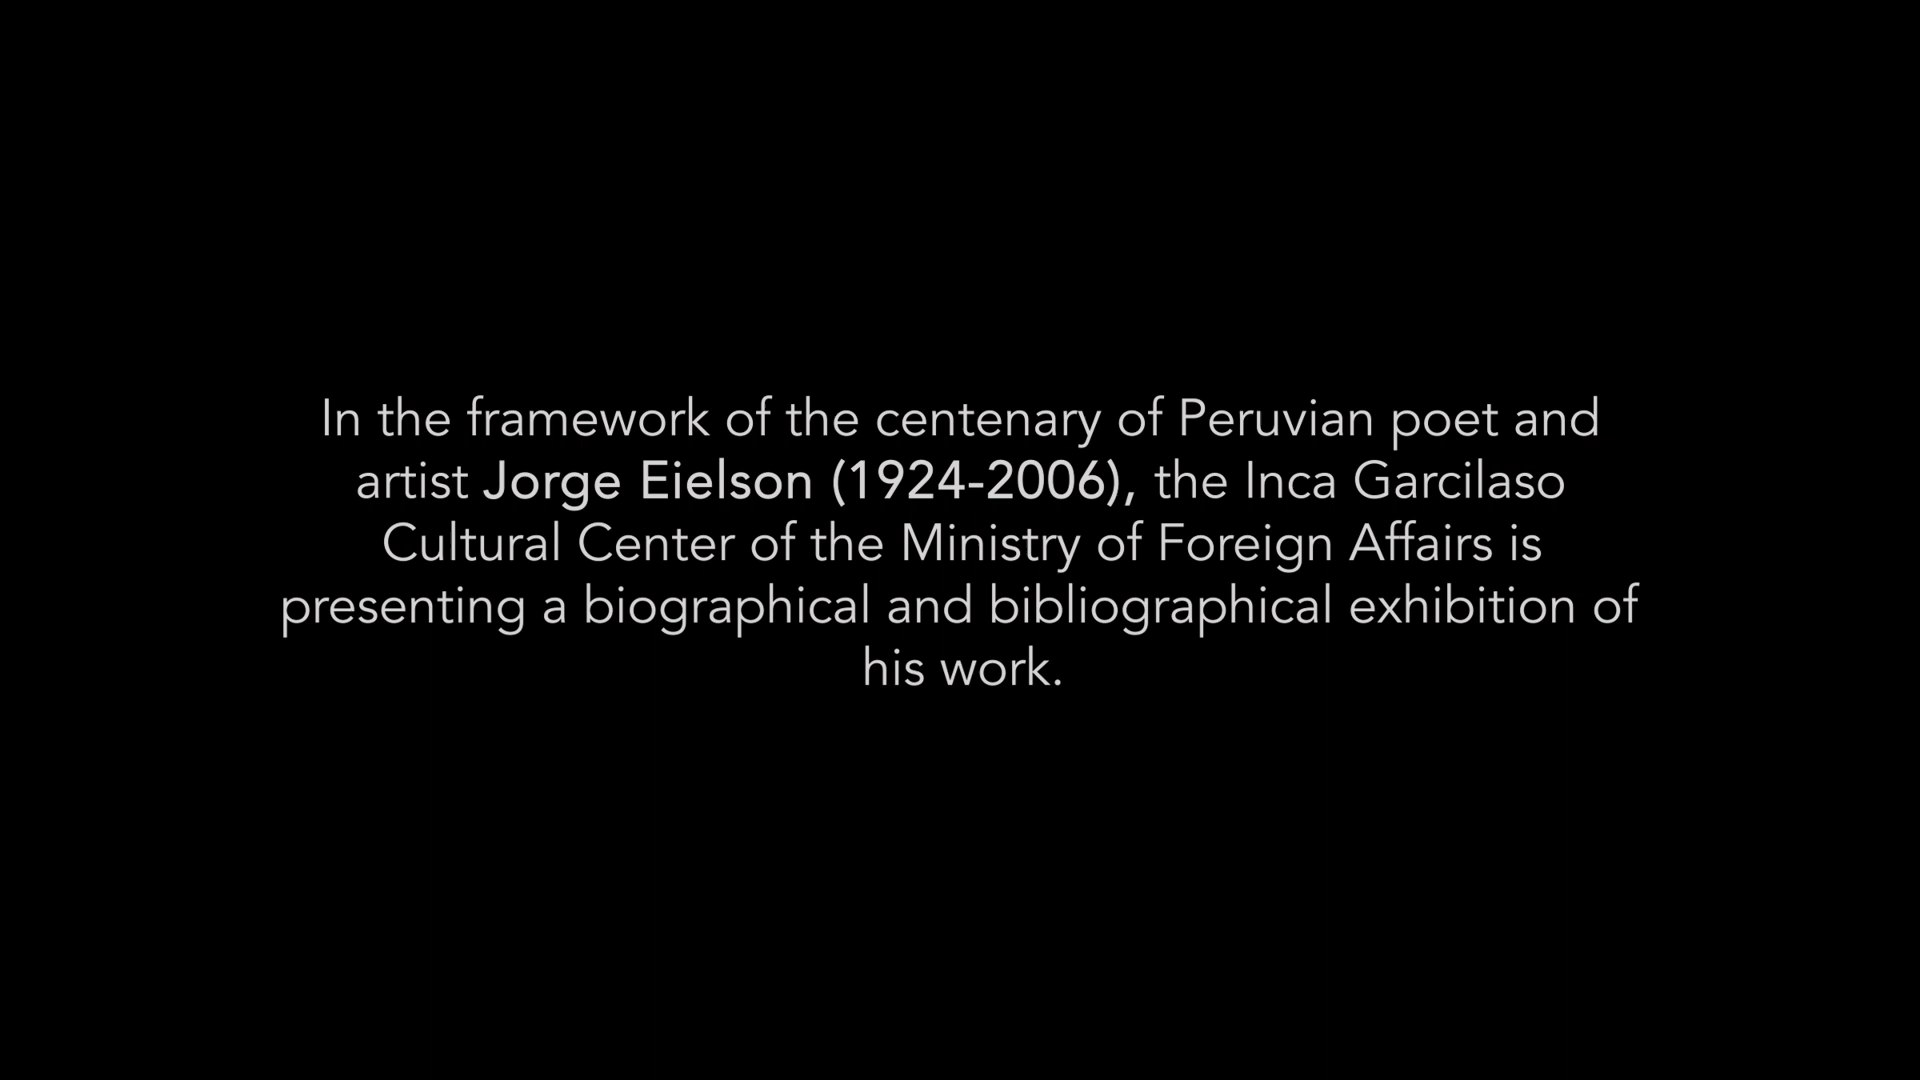 In the framework of the centenary of Peruvian poet and
artist Jorge Eielson (1924-2006), the Inca Garcilaso
Cultural Center of the Ministry of Foreign Affairs is
presenting a biographical and bibliographical exhibition of
his work.